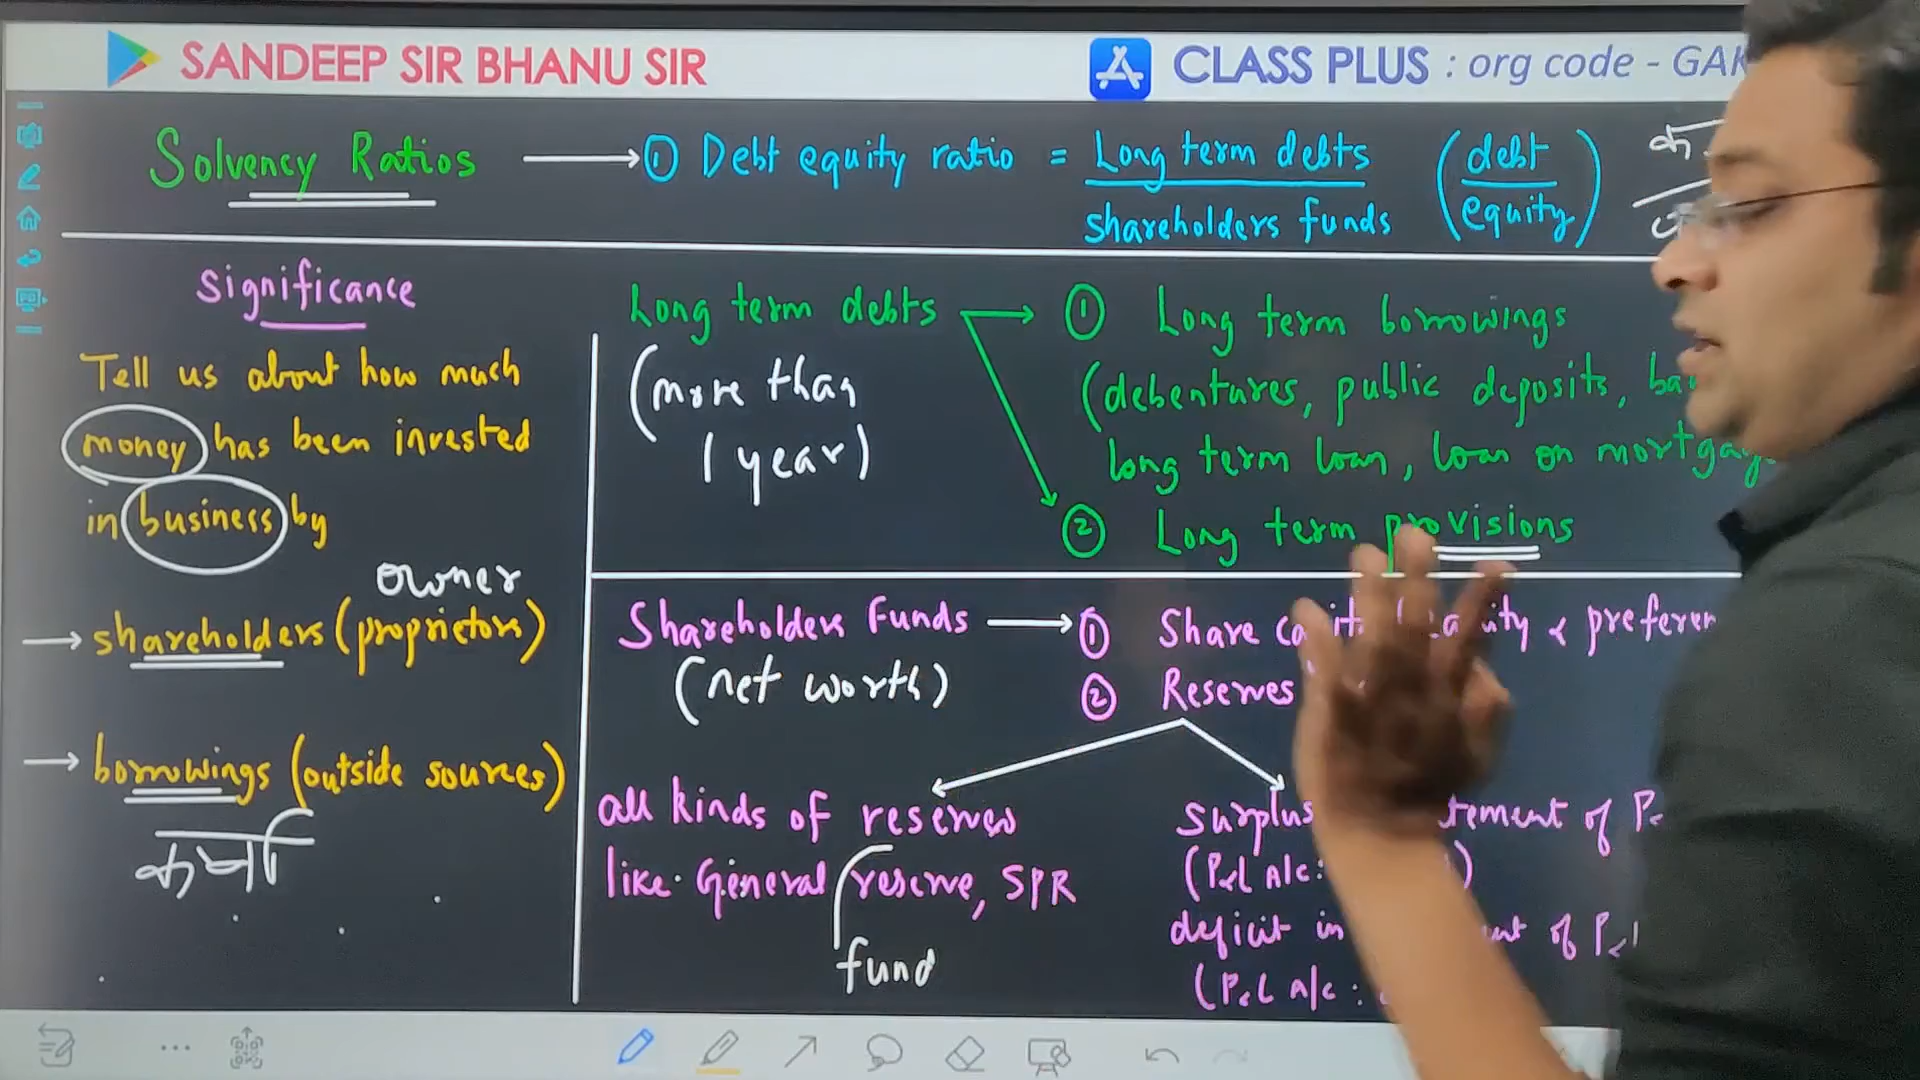 SANDEEP SIR BHANU SIR
CLASS PLUS : org code - GAK
Solvency Ratios → ① Debt equity ratio = Long term debts / shareholders funds (debt / equity)
Significance
Tell us about how much
money has been invested
in business by
owner
→ shareholders (proprietors)
→ borrowings (outside sources)
कर्जा
Long term debts → ① Long term borrowings
(more than
1 year)
(debentures, public deposits,
long term loan, loan on mortgage
② Long term provisions
Shareholders Funds → ① Share
(net worth)
② Reserves
all kinds of reserves
like General reserve, SPR
fund
surplus
(P&L A/c:
deficit in
(P&L A/c :